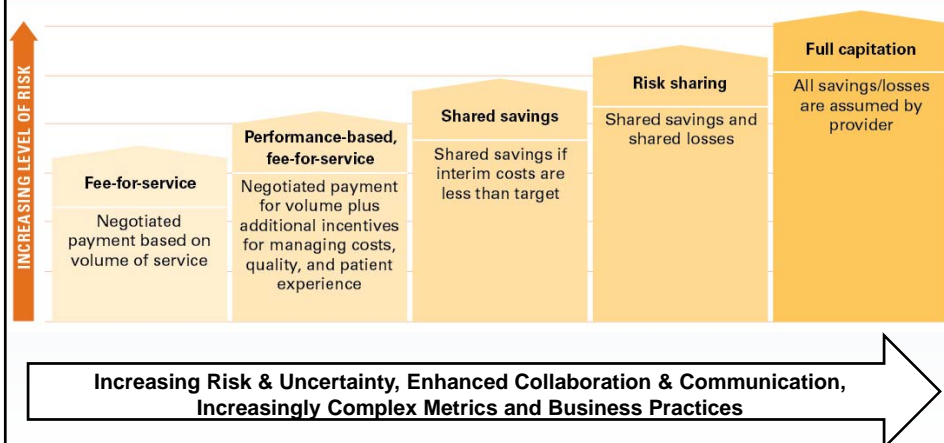 INCREASING LEVEL OF RISK
Fee-for-service
Negotiated
payment based on
volume of service
Performance-based,
fee-for-service
Negotiated payment
for volume plus
additional incentives
for managing costs,
quality, and patient
experience
Shared savings
Shared savings if
interim costs are
less than target
Risk sharing
Shared savings and
shared losses
Full capitation
All savings/losses
are assumed by
provider
Increasing Risk & Uncertainty, Enhanced Collaboration & Communication,
Increasingly Complex Metrics and Business Practices